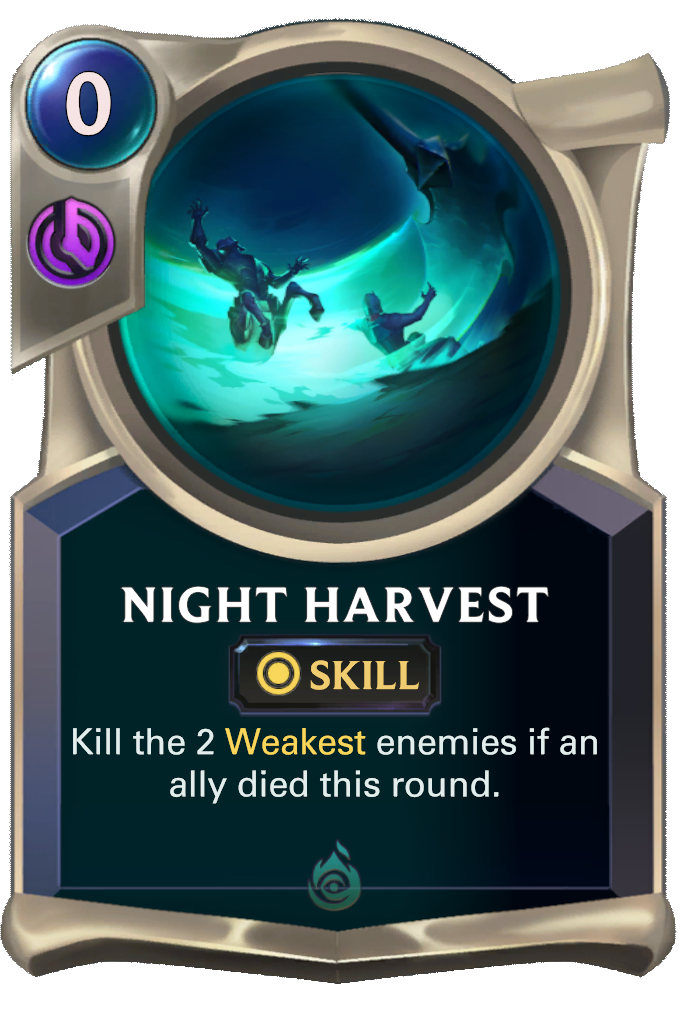 0
NIGHT HARVEST
SKILL
Kill the 2 Weakest enemies if an
ally died this round.